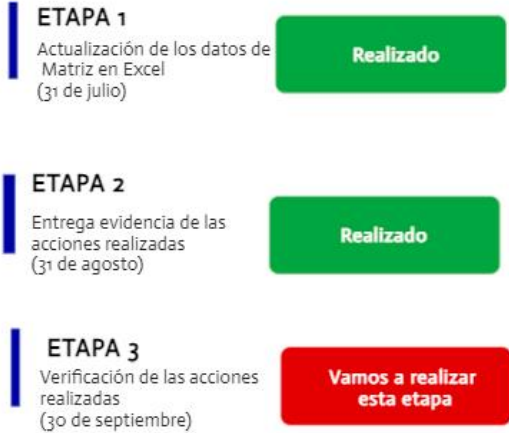 ETAPA 1
Actualización de los datos de
Matriz en Excel
(31 de julio)
Realizado
ETAPA 2
Entrega evidencia de las
acciones realizadas
(31 de agosto)
Realizado
ETAPA 3
Verificación de las acciones
realizadas
(30 de septiembre)
Vamos a realizar
esta etapa